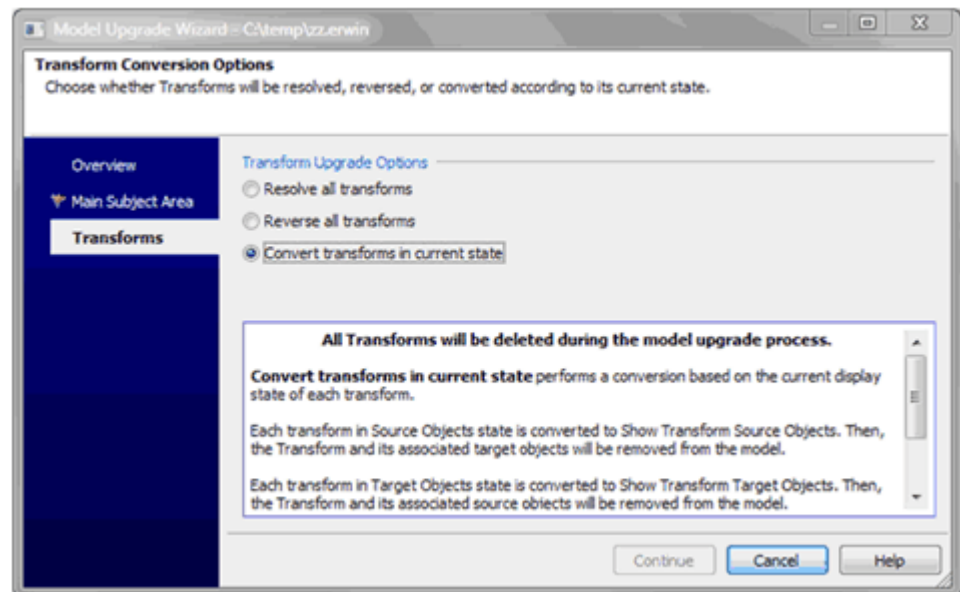 Model Upgrade Wizard - C:\temp\zz.erwin
Transform Conversion Options
Choose whether Transforms will be resolved, reversed, or converted according to its current state.
Overview
Main Subject Area
Transforms
Transform Upgrade Options
Resolve all transforms
Reverse all transforms
Convert transforms in current state
All Transforms will be deleted during the model upgrade process.
Convert transforms in current state performs a conversion based on the current display
state of each transform.
Each transform in Source Objects state is converted to Show Transform Source Objects. Then,
the Transform and its associated target objects will be removed from the model.
Each transform in Target Objects state is converted to Show Transform Target Objects. Then,
the Transform and its associated source objects will be removed from the model.
Continue
Cancel
Help